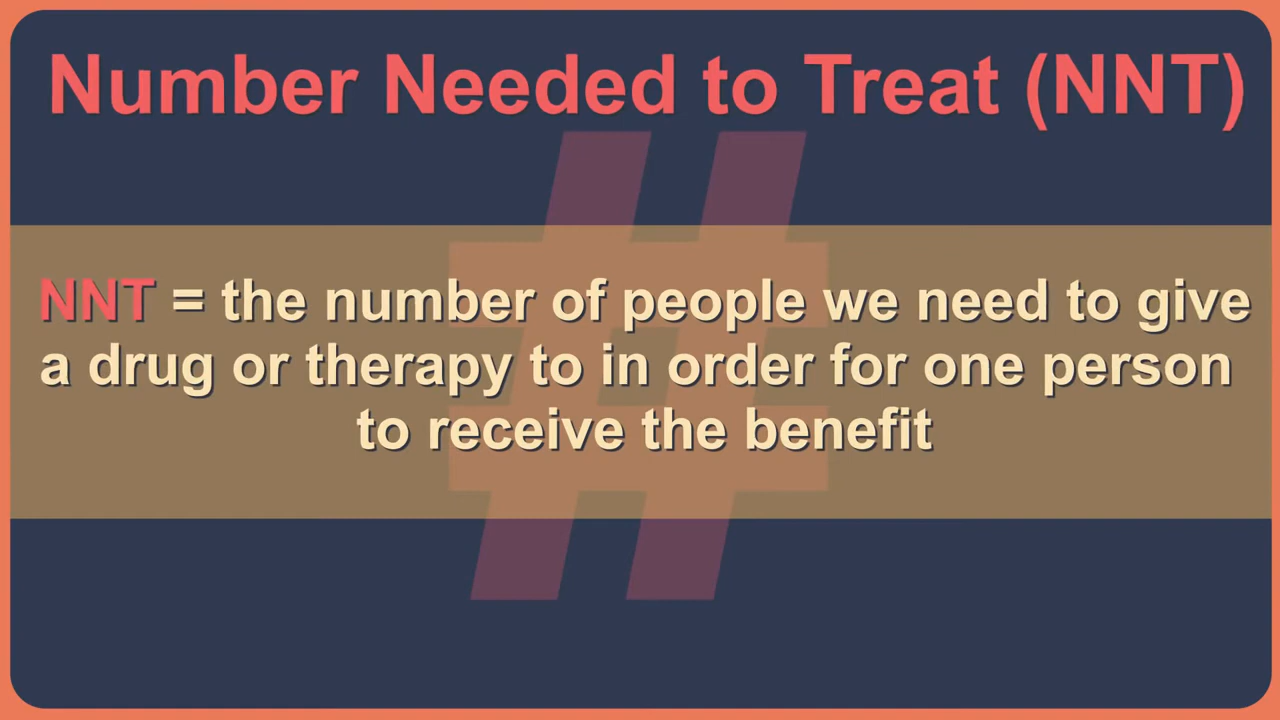 Number Needed to Treat (NNT)
NNT = the number of people we need to give
a drug or therapy to in order for one person
to receive the benefit